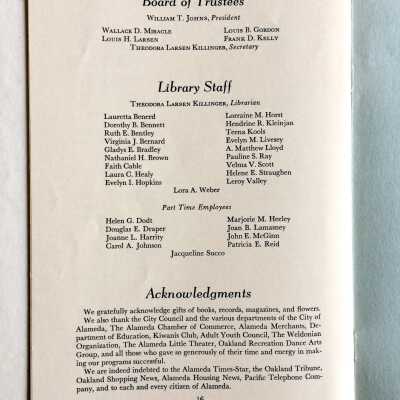 Board of Trustees
William T. Johns, President
Wallace D. Miracle Louis B. Gordon
Louis H. Larsen Frank D. Kelly
Theodora Larsen Killinger, Secretary
Library Staff
Theodora Larsen Killinger, Librarian
Lauretta Benerd Lorraine M. Horst
Dorothy B. Bennett Hendrine R. Kleinjan
Ruth E. Bentley Terna Kools
Virginia J. Bernard Evelyn M. Livesey
Gladys E. Bradley A. Matthew Lloyd
Nathaniel H. Brown Pauline S. Ray
Faith Cable Velma V. Scott
Laura C. Healy Helene E. Straughen
Evelyn I. Hopkins Leroy Valley
Lora A. Weber
Part Time Employees
Helen G. Dodt Marjorie M. Herley
Douglas E. Draper Joan B. Lamasney
Joanne L. Harrity John E. McGinn
Carol A. Johnson Patricia E. Reid
Jacqueline Succo
Acknowledgments
We gratefully acknowledge gifts of books, records, magazines, and flowers.
We also thank the City Council and the various departments of the City of
Alameda, The Alameda Chamber of Commerce, Alameda Merchants, De-
partment of Education, Kiwanis Club, Adult Youth Council, The Weldonian
Organization, The Alameda Little Theater, Oakland Recreation Dance Arts
Group, and all those who gave so generously of their time and energy in mak-
ing our programs successful.
We are indeed indebted to the Alameda Times-Star, the Oakland Tribune,
Oakland Shopping News, Alameda Housing News, Pacific Telephone Com-
pany, and to each and every citizen of Alameda.
16